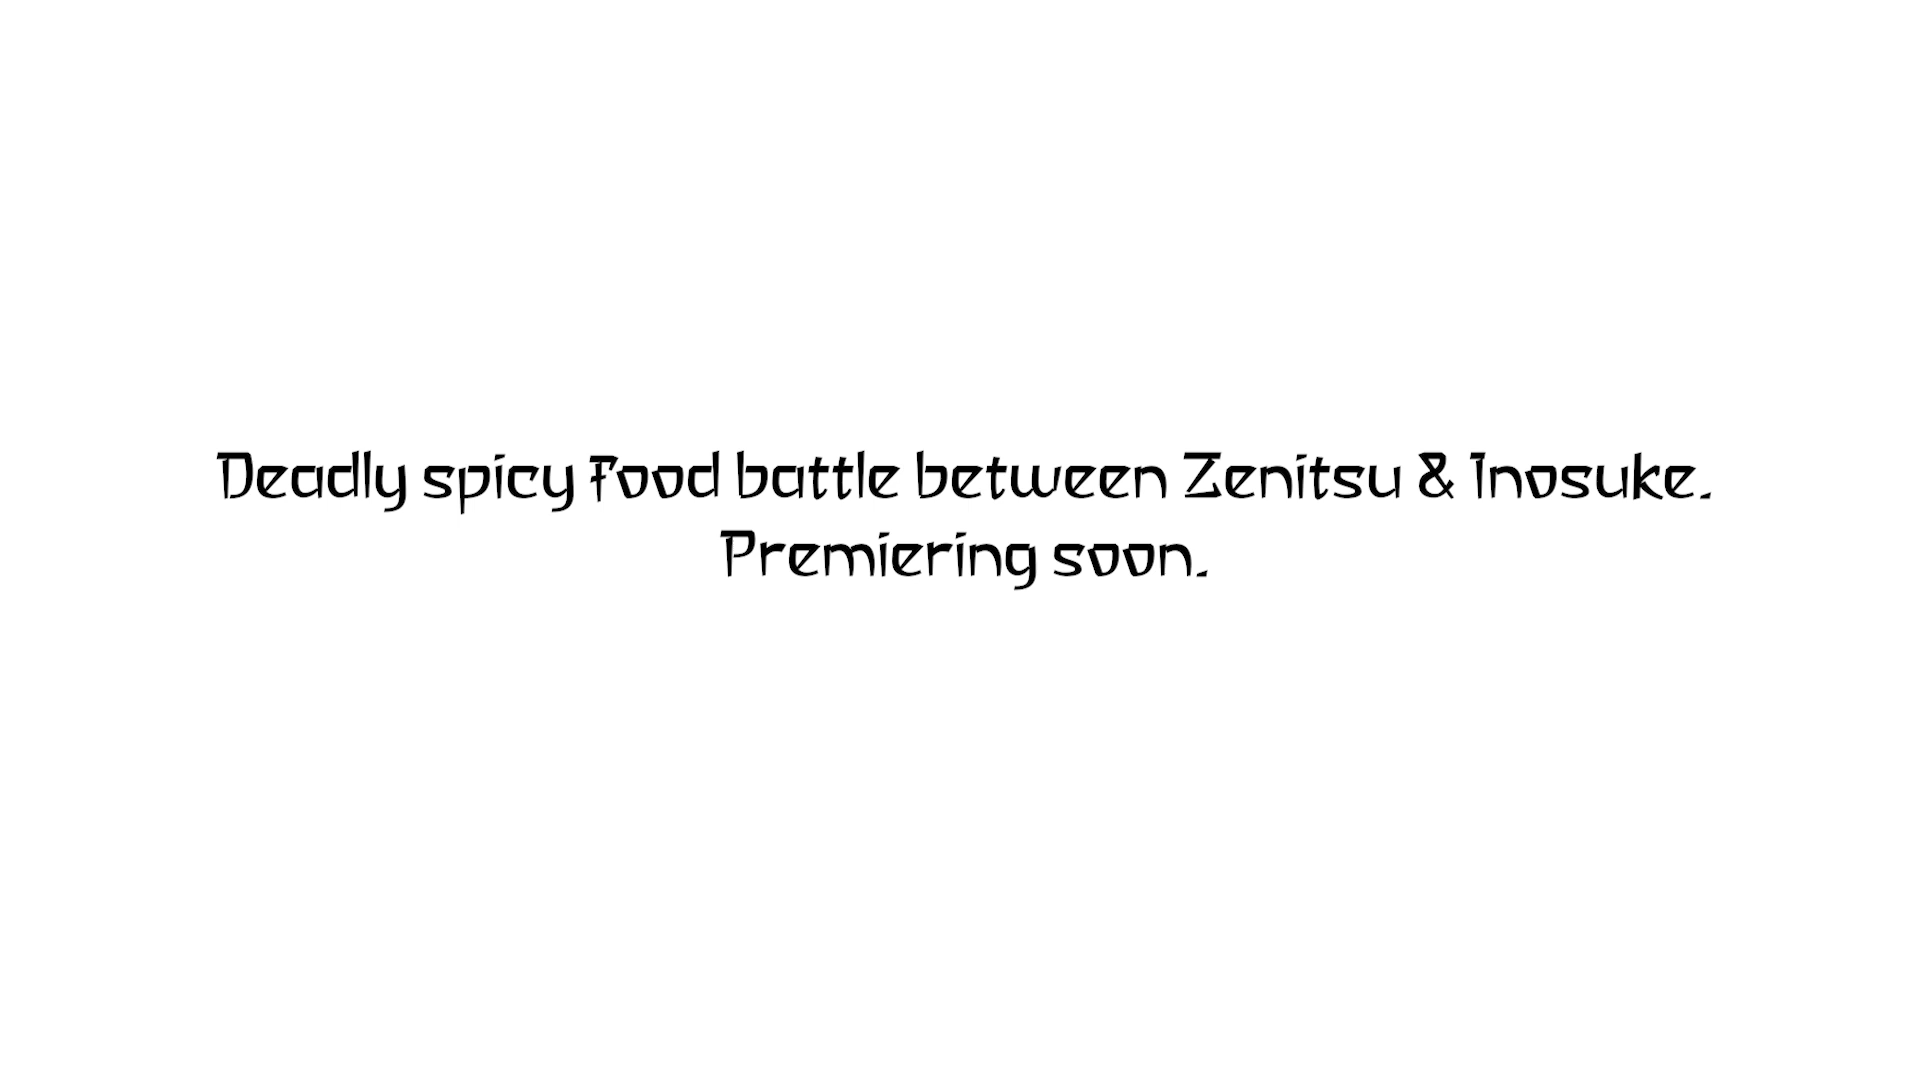 Deadly spicy food battle between Zenitsu & Inosuke.
Premiering soon.